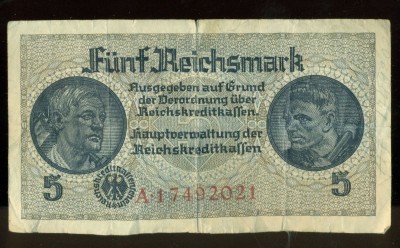 Fünf Reichsmark
Ausgegeben auf Grund
der Verordnung über
Reichskreditkassen.
Hauptverwaltung der
Reichskreditkassen
5
A·17492021
5